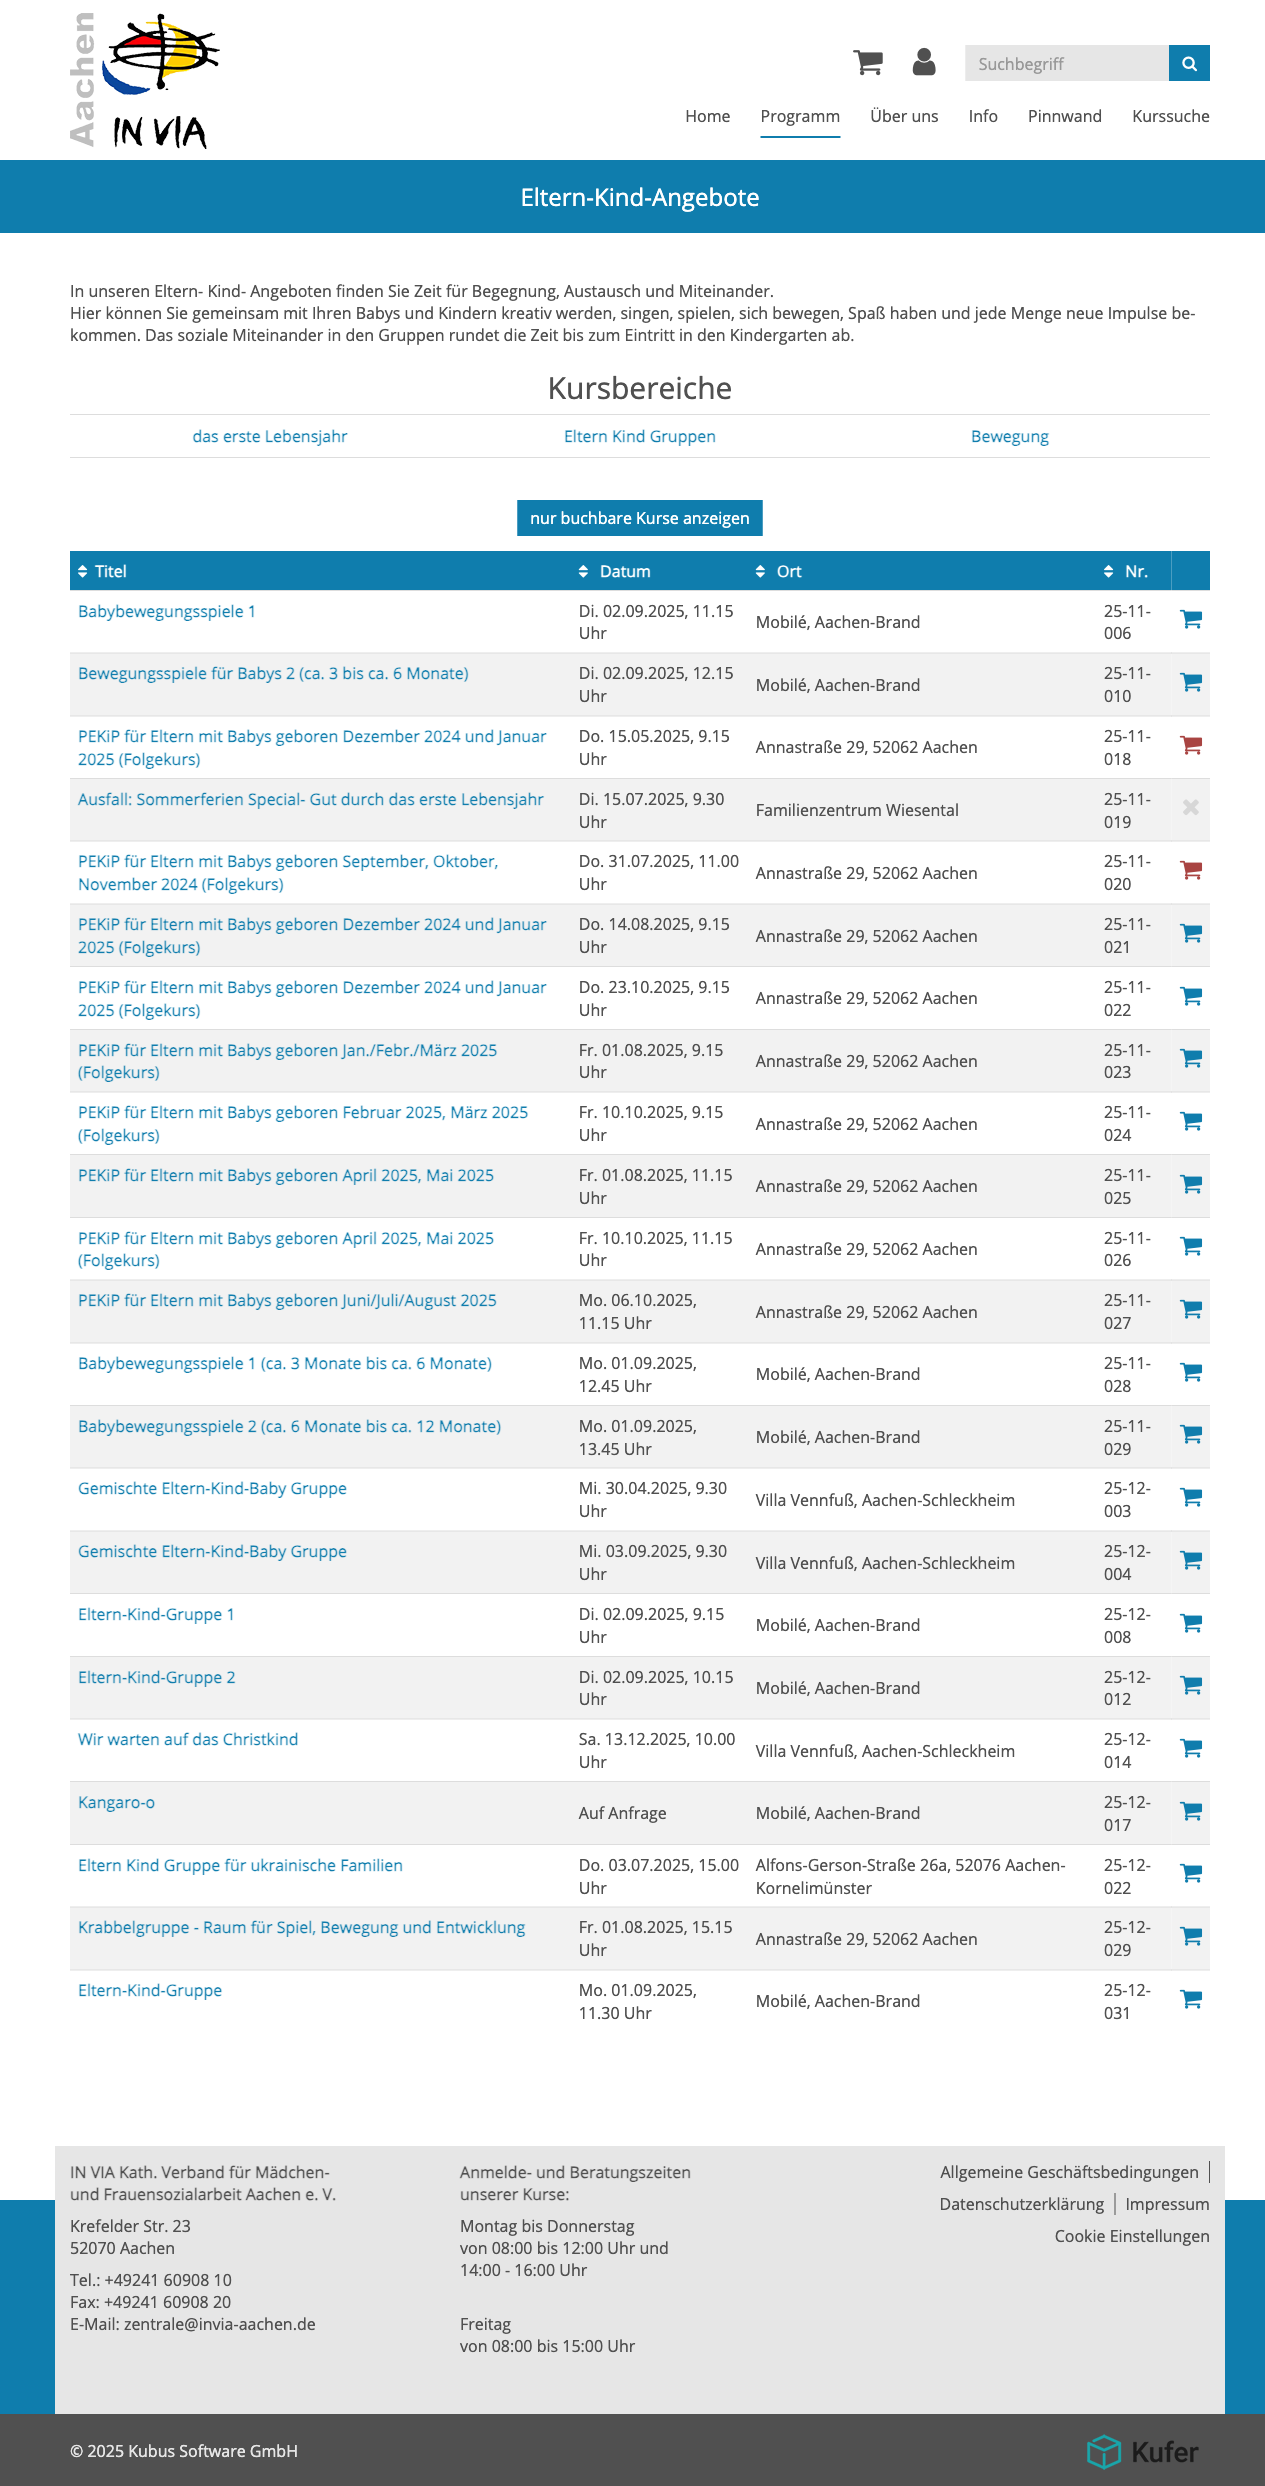 Aachen
IN VIA
Suchbegriff
Home Programm Über uns Info Pinnwand Kurssuche
Eltern-Kind-Angebote
In unseren Eltern- Kind- Angeboten finden Sie Zeit für Begegnung, Austausch und Miteinander.
Hier können Sie gemeinsam mit Ihren Babys und Kindern kreativ werden, singen, spielen, sich bewegen, Spaß haben und jede Menge neue Impulse be-
kommen. Das soziale Miteinander in den Gruppen rundet die Zeit bis zum Eintritt in den Kindergarten ab.
Kursbereiche
das erste Lebensjahr Eltern Kind Gruppen Bewegung
nur buchbare Kurse anzeigen
Titel Datum Ort Nr.
Babybewegungsspiele 1 Di. 02.09.2025, 11.15 Mobilé, Aachen-Brand 25-11-
Uhr 006
Bewegungsspiele für Babys 2 (ca. 3 bis ca. 6 Monate) Di. 02.09.2025, 12.15 Mobilé, Aachen-Brand 25-11-
Uhr 010
PEKiP für Eltern mit Babys geboren Dezember 2024 und Januar Do. 15.05.2025, 9.15 Annastraße 29, 52062 Aachen 25-11-
2025 (Folgekurs) Uhr 018
Ausfall: Sommerferien Special- Gut durch das erste Lebensjahr Di. 15.07.2025, 9.30 Familienzentrum Wiesental 25-11-
Uhr 019
PEKiP für Eltern mit Babys geboren September, Oktober, Do. 31.07.2025, 11.00 Annastraße 29, 52062 Aachen 25-11-
November 2024 (Folgekurs) Uhr 020
PEKiP für Eltern mit Babys geboren Dezember 2024 und Januar Do. 14.08.2025, 9.15 Annastraße 29, 52062 Aachen 25-11-
2025 (Folgekurs) Uhr 021
PEKiP für Eltern mit Babys geboren Dezember 2024 und Januar Do. 23.10.2025, 9.15 Annastraße 29, 52062 Aachen 25-11-
2025 (Folgekurs) Uhr 022
PEKiP für Eltern mit Babys geboren Jan./Febr./März 2025 Fr. 01.08.2025, 9.15 Annastraße 29, 52062 Aachen 25-11-
(Folgekurs) Uhr 023
PEKiP für Eltern mit Babys geboren Februar 2025, März 2025 Fr. 10.10.2025, 9.15 Annastraße 29, 52062 Aachen 25-11-
(Folgekurs) Uhr 024
PEKiP für Eltern mit Babys geboren April 2025, Mai 2025 Fr. 01.08.2025, 11.15 Annastraße 29, 52062 Aachen 25-11-
Uhr 025
PEKiP für Eltern mit Babys geboren April 2025, Mai 2025 Fr. 10.10.2025, 11.15 Annastraße 29, 52062 Aachen 25-11-
(Folgekurs) Uhr 026
PEKiP für Eltern mit Babys geboren Juni/Juli/August 2025 Mo. 06.10.2025, Annastraße 29, 52062 Aachen 25-11-
11.15 Uhr 027
Babybewegungsspiele 1 (ca. 3 Monate bis ca. 6 Monate) Mo. 01.09.2025, Mobilé, Aachen-Brand 25-11-
12.45 Uhr 028
Babybewegungsspiele 2 (ca. 6 Monate bis ca. 12 Monate) Mo. 01.09.2025, Mobilé, Aachen-Brand 25-11-
13.45 Uhr 029
Gemischte Eltern-Kind-Baby Gruppe Mi. 30.04.2025, 9.30 Villa Vennfuß, Aachen-Schleckheim 25-12-
Uhr 003
Gemischte Eltern-Kind-Baby Gruppe Mi. 03.09.2025, 9.30 Villa Vennfuß, Aachen-Schleckheim 25-12-
Uhr 004
Eltern-Kind-Gruppe 1 Di. 02.09.2025, 9.15 Mobilé, Aachen-Brand 25-12-
Uhr 008
Eltern-Kind-Gruppe 2 Di. 02.09.2025, 10.15 Mobilé, Aachen-Brand 25-12-
Uhr 012
Wir warten auf das Christkind Sa. 13.12.2025, 10.00 Villa Vennfuß, Aachen-Schleckheim 25-12-
Uhr 014
Kangaro-o Auf Anfrage Mobilé, Aachen-Brand 25-12-
017
Eltern Kind Gruppe für ukrainische Familien Do. 03.07.2025, 15.00 Alfons-Gerson-Straße 26a, 52076 Aachen- 25-12-
Uhr Kornelimünster 022
Krabbelgruppe - Raum für Spiel, Bewegung und Entwicklung Fr. 01.08.2025, 15.15 Annastraße 29, 52062 Aachen 25-12-
Uhr 029
Eltern-Kind-Gruppe Mo. 01.09.2025, Mobilé, Aachen-Brand 25-12-
11.30 Uhr 031
IN VIA Kath. Verband für Mädchen-
und Frauensozialarbeit Aachen e. V.
Krefelder Str. 23
52070 Aachen
Tel.: +49241 60908 10
Fax: +49241 60908 20
E-Mail: zentrale@invia-aachen.de
Anmelde- und Beratungszeiten
unserer Kurse:
Montag bis Donnerstag
von 08:00 bis 12:00 Uhr und
14:00 - 16:00 Uhr
Freitag
von 08:00 bis 15:00 Uhr
Allgemeine Geschäftsbedingungen
Datenschutzerklärung Impressum
Cookie Einstellungen
© 2025 Kubus Software GmbH
Kufer